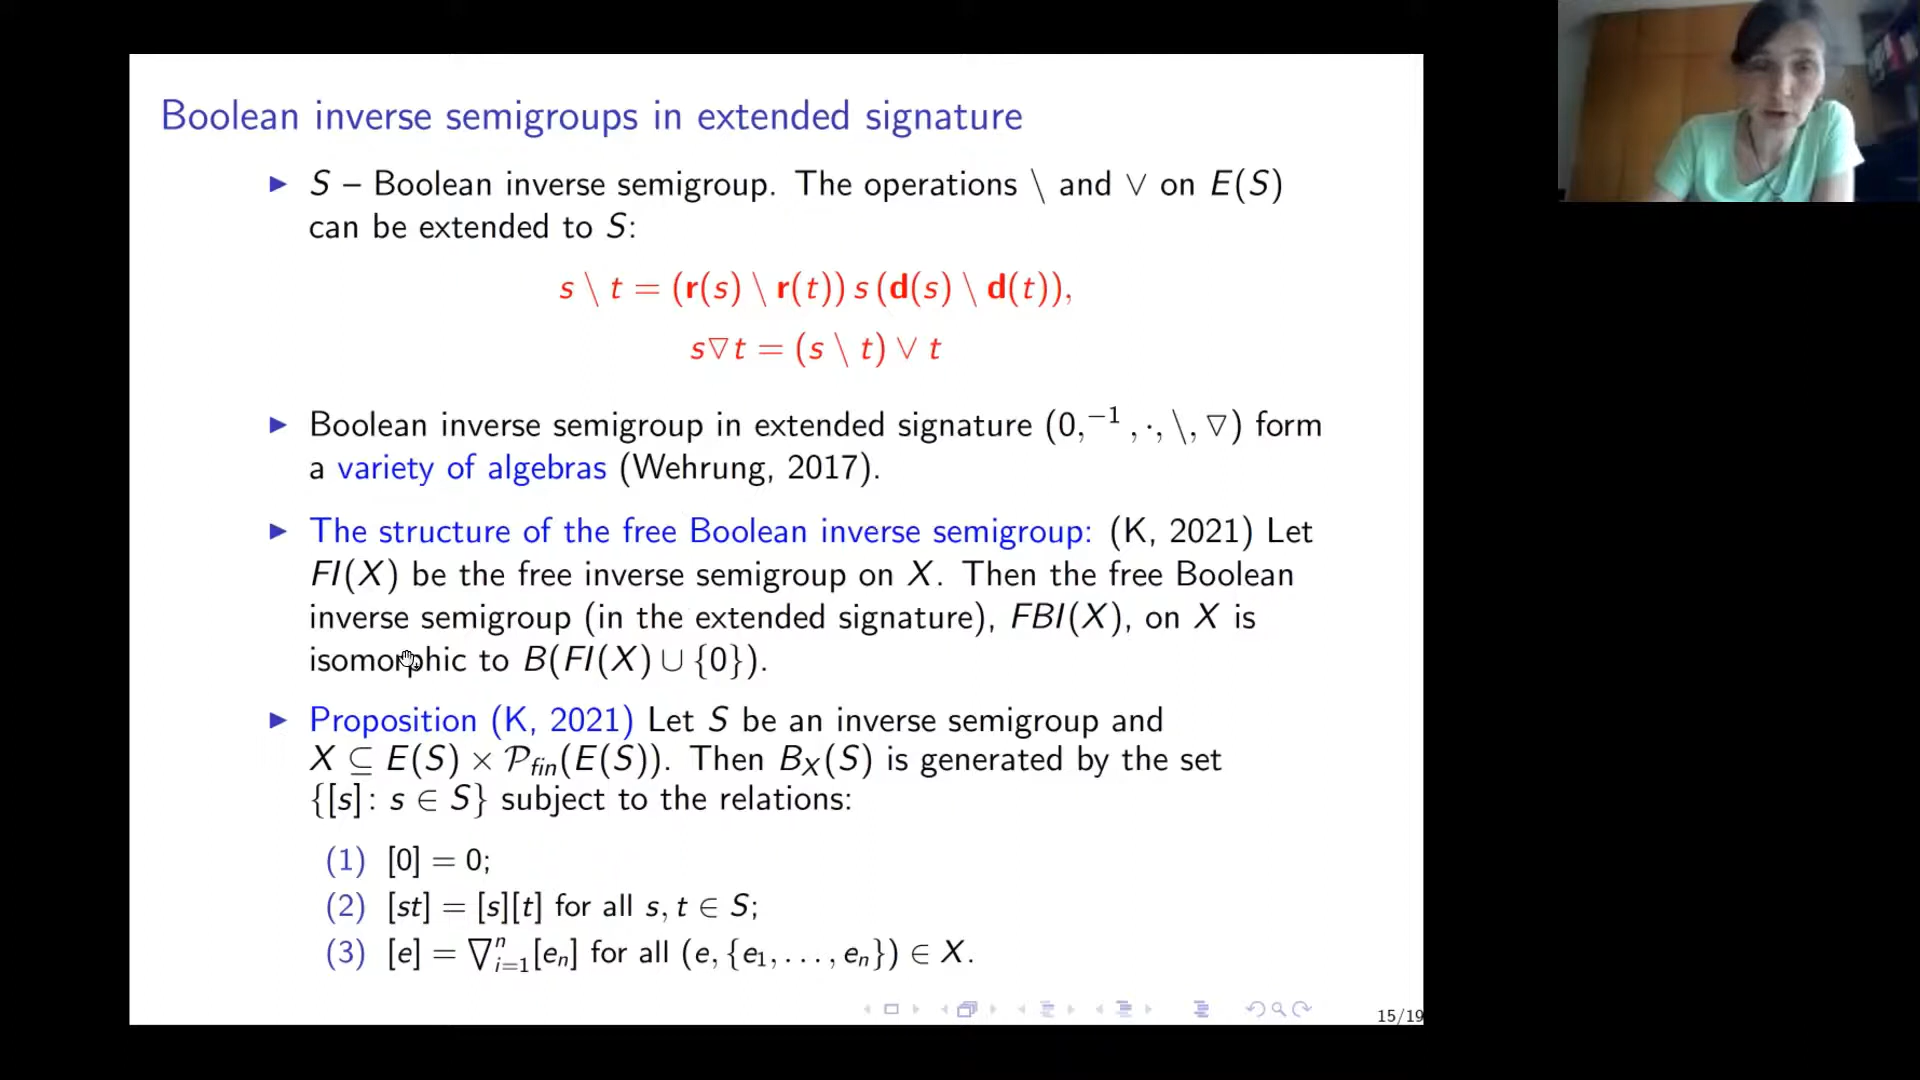 Boolean inverse semigroups in extended signature
▶ S – Boolean inverse semigroup. The operations \ and ∨ on E(S)
can be extended to S:
s \ t = (r(s) \ r(t)) s (d(s) \ d(t)),
s▽t = (s \ t) ∨ t
▶ Boolean inverse semigroup in extended signature (0,⁻¹, ·, \, ▽) form
a variety of algebras (Wehrung, 2017).
▶ The structure of the free Boolean inverse semigroup: (K, 2021) Let
FI(X) be the free inverse semigroup on X. Then the free Boolean
inverse semigroup (in the extended signature), FBI(X), on X is
isomorphic to B(FI(X) ∪ {0}).
▶ Proposition (K, 2021) Let S be an inverse semigroup and
X ⊆ E(S) × P_fin(E(S)). Then B_X(S) is generated by the set
{[s]: s ∈ S} subject to the relations:
(1) [0] = 0;
(2) [st] = [s][t] for all s, t ∈ S;
(3) [e] = ▽ⁿ_{i=1}[eₙ] for all (e, {e₁, . . . , eₙ}) ∈ X.
15/19